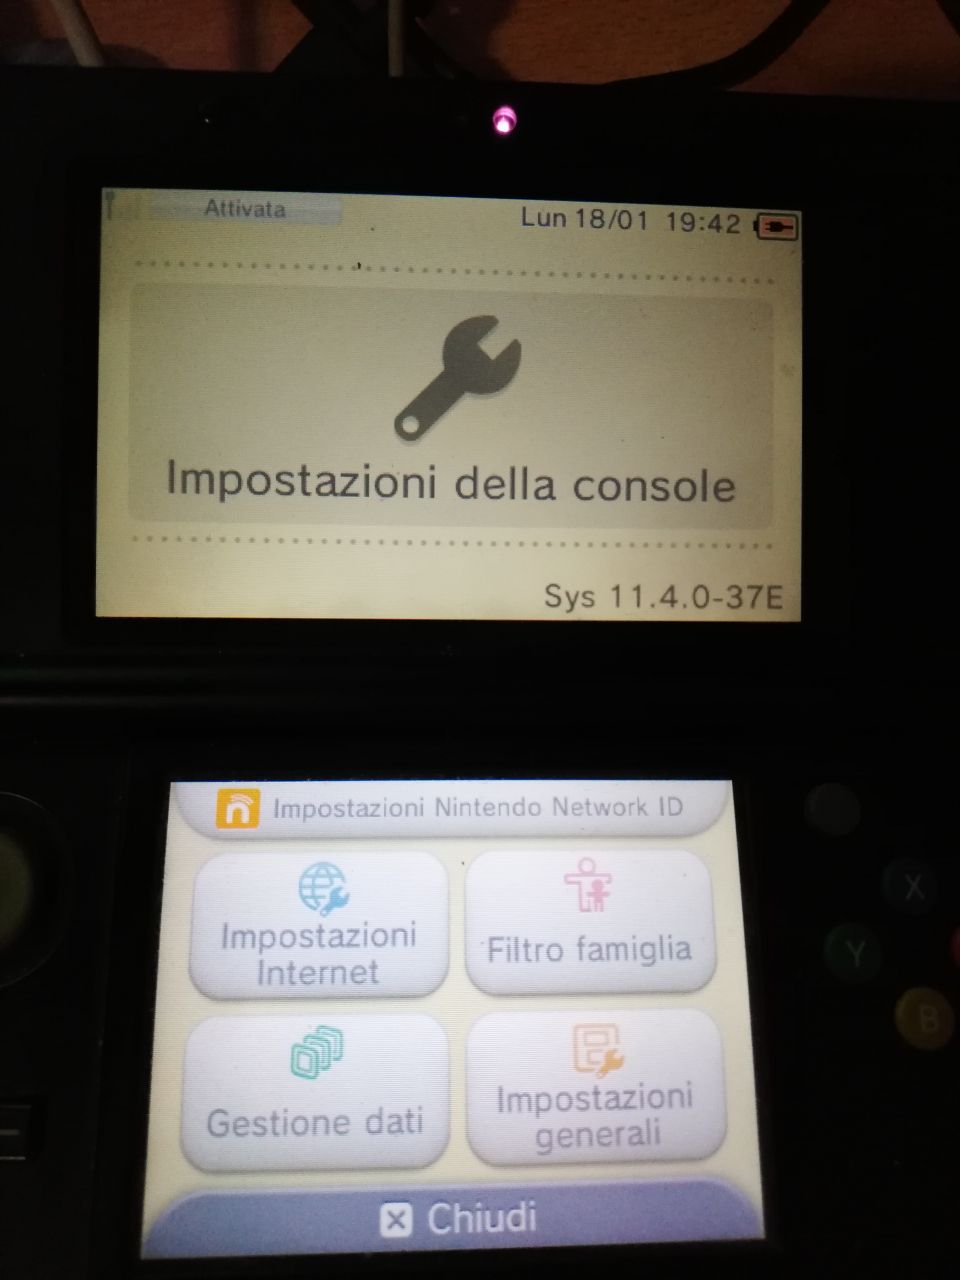 Attivata
Lun 18/01 19:42
Impostazioni della console
Sys 11.4.0-37E
Impostazioni Nintendo Network ID
Impostazioni
Internet
Filtro famiglia
Gestione dati
Impostazioni
generali
Chiudi
X
Y
B